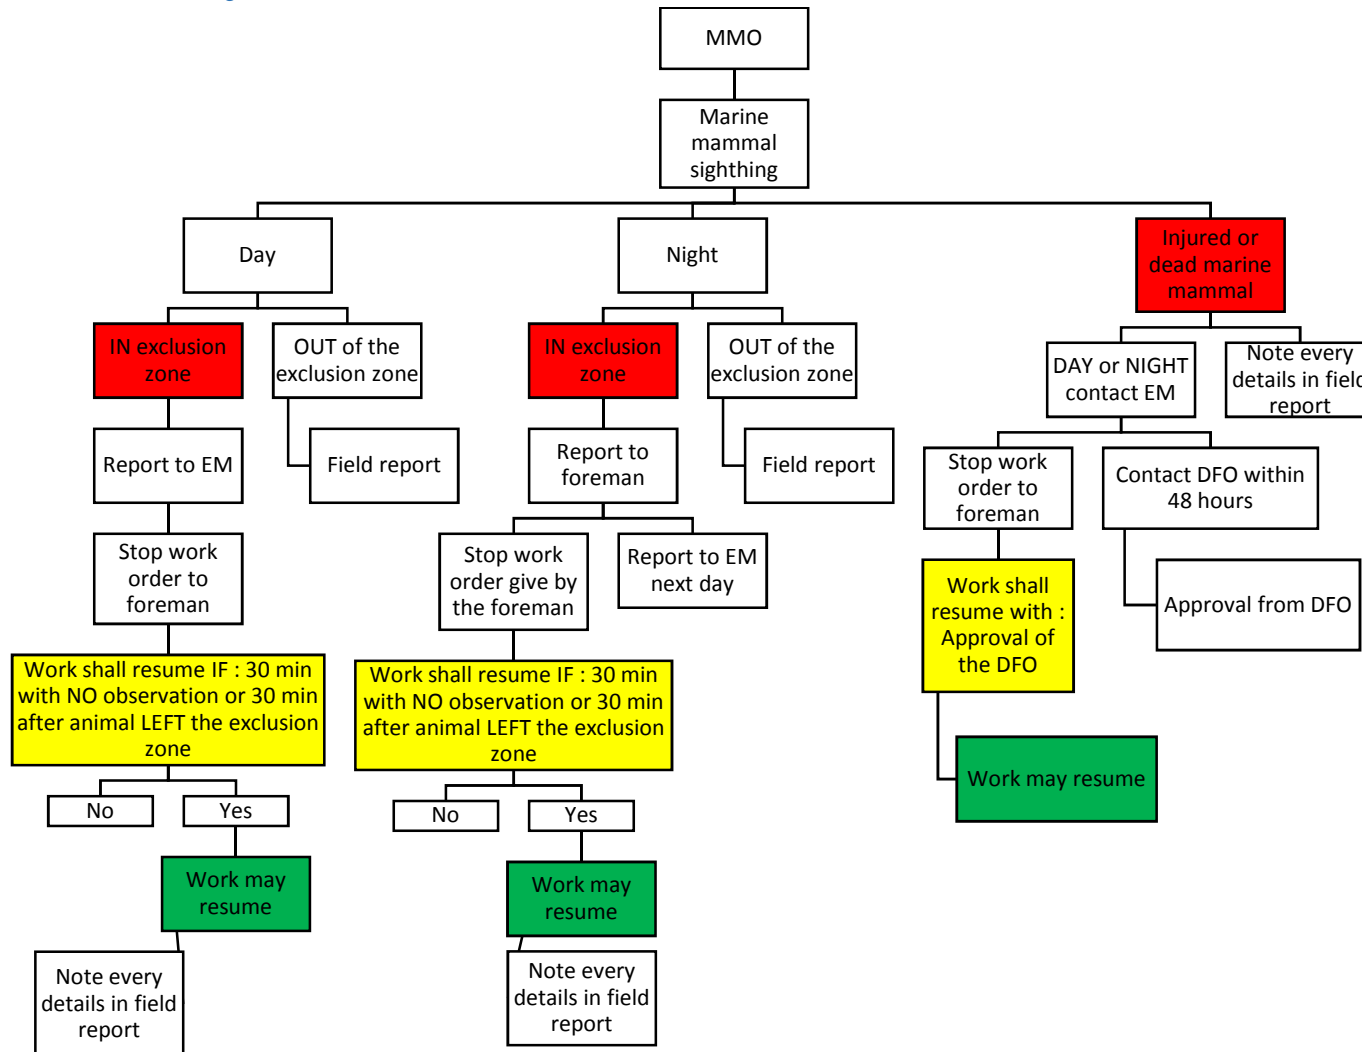 MMO
Marine
mammal
sighthing
Day
Night
Injured or
dead marine
mammal
IN exclusion
zone
OUT of the
exclusion zone
IN exclusion
zone
OUT of the
exclusion zone
DAY or NIGHT
contact EM
Note every
details in field
report
Report to EM
Field report
Report to
foreman
Field report
Stop work
order to
foreman
Contact DFO within
48 hours
Stop work
order to
foreman
Stop work
order give by
the foreman
Report to EM
next day
Work shall
resume with :
Approval of
the DFO
Approval from DFO
Work shall resume IF : 30 min
with NO observation or 30 min
after animal LEFT the exclusion
zone
Work shall resume IF : 30 min
with NO observation or 30 min
after animal LEFT the exclusion
zone
Work may resume
No
Yes
No
Yes
Work may
resume
Work may
resume
Note every
details in field
report
Note every
details in field
report